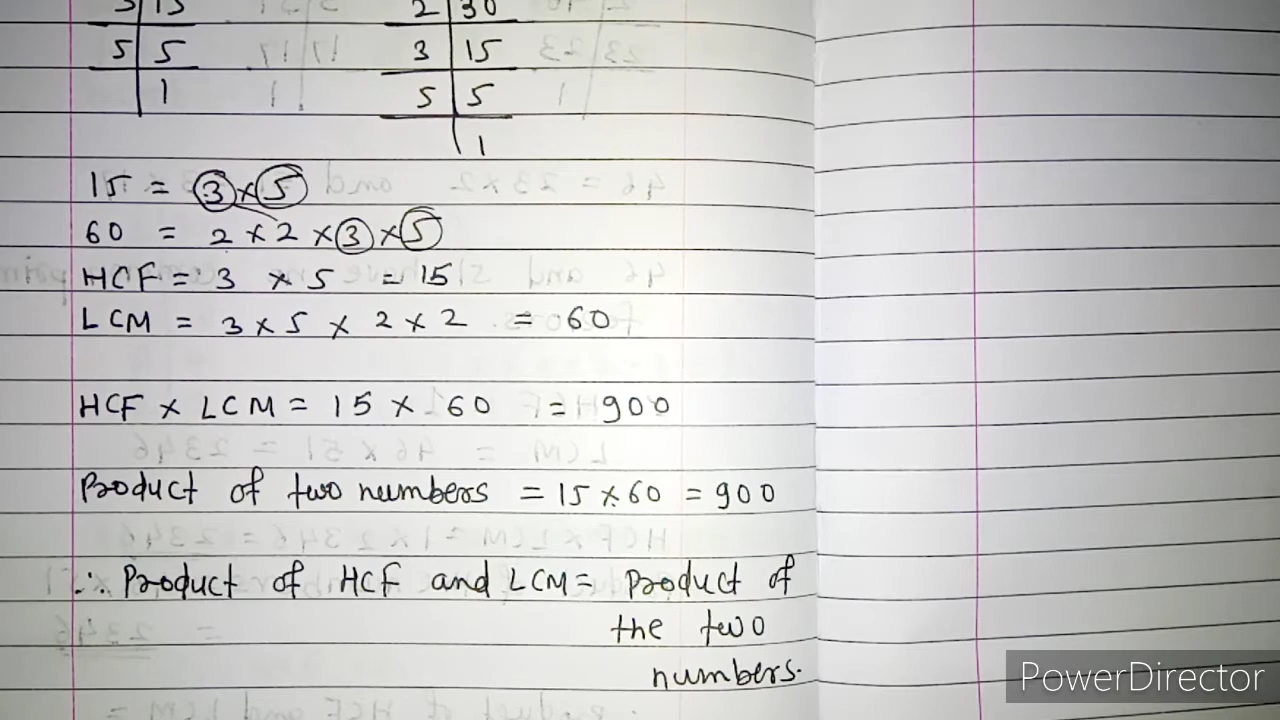 3 15 2 30
5 5 3 15
1 5 5
1
15 = 3 × 5
60 = 2 × 2 × 3 × 5
HCF = 3 × 5 = 15
LCM = 3 × 5 × 2 × 2 = 60
HCF × LCM = 15 × 60 = 900
Product of two numbers = 15 × 60 = 900
∴ Product of HCF and LCM = Product of
the two
numbers.
PowerDirector